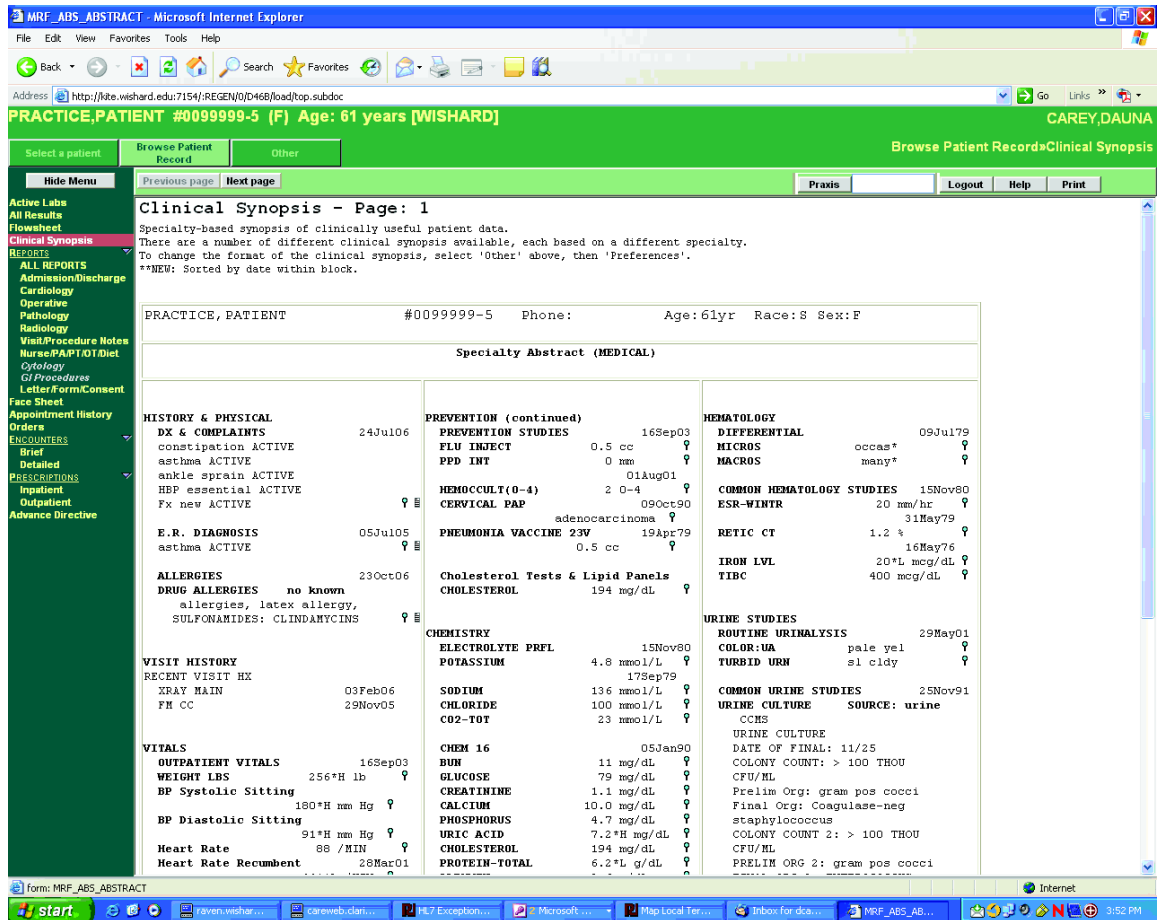 MRF_ABS_ABSTRACT - Microsoft Internet Explorer
File Edit View Favorites Tools Help
Back Search Favorites
Address http://kite.wishard.edu:7154/:REGEN/0/D46B/load/top.subdoc Go Links »
PRACTICE,PATIENT #0099999-5 (F) Age: 61 years [WISHARD] CAREY,DAUNA
Select a patient Browse Patient Record Other Browse Patient Record»Clinical Synopsis
Hide Menu Previous page Next page Praxis Logout Help Print
Active Labs
All Results
Flowsheet
Clinical Synopsis
REPORTS
ALL REPORTS
Admission/Discharge
Cardiology
Operative
Pathology
Radiology
Visit/Procedure Notes
Nurse/PA/PT/OT/Diet
Cytology
GI Procedures
Letter/Form/Consent
Face Sheet
Appointment History
Orders
ENCOUNTERS
Brief
Detailed
PRESCRIPTIONS
Inpatient
Outpatient
Advance Directive
Clinical Synopsis - Page: 1
Specialty-based synopsis of clinically useful patient data.
There are a number of different clinical synopsis available, each based on a different specialty.
To change the format of the clinical synopsis, select 'Other' above, then 'Preferences'.
**NEW: Sorted by date within block.
PRACTICE, PATIENT #0099999-5 Phone: Age:61yr Race:S Sex:F
Specialty Abstract (MEDICAL)
HISTORY & PHYSICAL
DX & COMPLAINTS 24Jul06
constipation ACTIVE
asthma ACTIVE
ankle sprain ACTIVE
HBP essential ACTIVE
Fx new ACTIVE
E.R. DIAGNOSIS 05Jul05
asthma ACTIVE
ALLERGIES 23Oct06
DRUG ALLERGIES no known
allergies, latex allergy,
SULFONAMIDES: CLINDAMYCINS
VISIT HISTORY
RECENT VISIT HX
XRAY MAIN 03Feb06
FM CC 29Nov05
VITALS
OUTPATIENT VITALS 16Sep03
WEIGHT LBS 256*H lb
BP Systolic Sitting
180*H mm Hg
BP Diastolic Sitting
91*H mm Hg
Heart Rate 88 /MIN
Heart Rate Recumbent 28Mar01
PREVENTION (continued)
PREVENTION STUDIES 16Sep03
FLU INJECT 0.5 cc
PPD INT 0 mm
01Aug01
HEMOCCULT(0-4) 2 0-4
CERVICAL PAP 09Oct90
adenocarcinoma
PNEUMONIA VACCINE 23V 19Apr79
0.5 cc
Cholesterol Tests & Lipid Panels
CHOLESTEROL 194 mg/dL
CHEMISTRY
ELECTROLYTE PRFL 15Nov80
POTASSIUM 4.8 mmol/L
17Sep79
SODIUM 136 mmol/L
CHLORIDE 100 mmol/L
CO2-TOT 23 mmol/L
CHEM 16 05Jan90
BUN 11 mg/dL
GLUCOSE 79 mg/dL
CREATININE 1.1 mg/dL
CALCIUM 10.0 mg/dL
PHOSPHORUS 4.7 mg/dL
URIC ACID 7.2*H mg/dL
CHOLESTEROL 194 mg/dL
PROTEIN-TOTAL 6.2*L g/dL
HEMATOLOGY
DIFFERENTIAL 09Jul79
MICROS occas*
MACROS many*
COMMON HEMATOLOGY STUDIES 15Nov80
ESR-WINTR 20 mm/hr
31May79
RETIC CT 1.2 %
16May76
IRON LVL 20*L mcg/dL
TIBC 400 mcg/dL
URINE STUDIES
ROUTINE URINALYSIS 29May01
COLOR:UA pale yel
TURBID URN sl cldy
COMMON URINE STUDIES 25Nov91
URINE CULTURE SOURCE: urine
CCMS
URINE CULTURE
DATE OF FINAL: 11/25
COLONY COUNT: > 100 THOU
CFU/ML
Prelim Org: gram pos cocci
Final Org: Coagulase-neg
staphylococcus
COLONY COUNT 2: > 100 THOU
CFU/ML
PRELIM ORG 2: gram pos cocci
form: MRF_ABS_ABSTRACT Internet
start raven.wishar... careweb.clari... HL7 Exception... 2 Microsoft ... Map Local Ter... Inbox for dca... MRF_ABS_AB... 3:52 PM